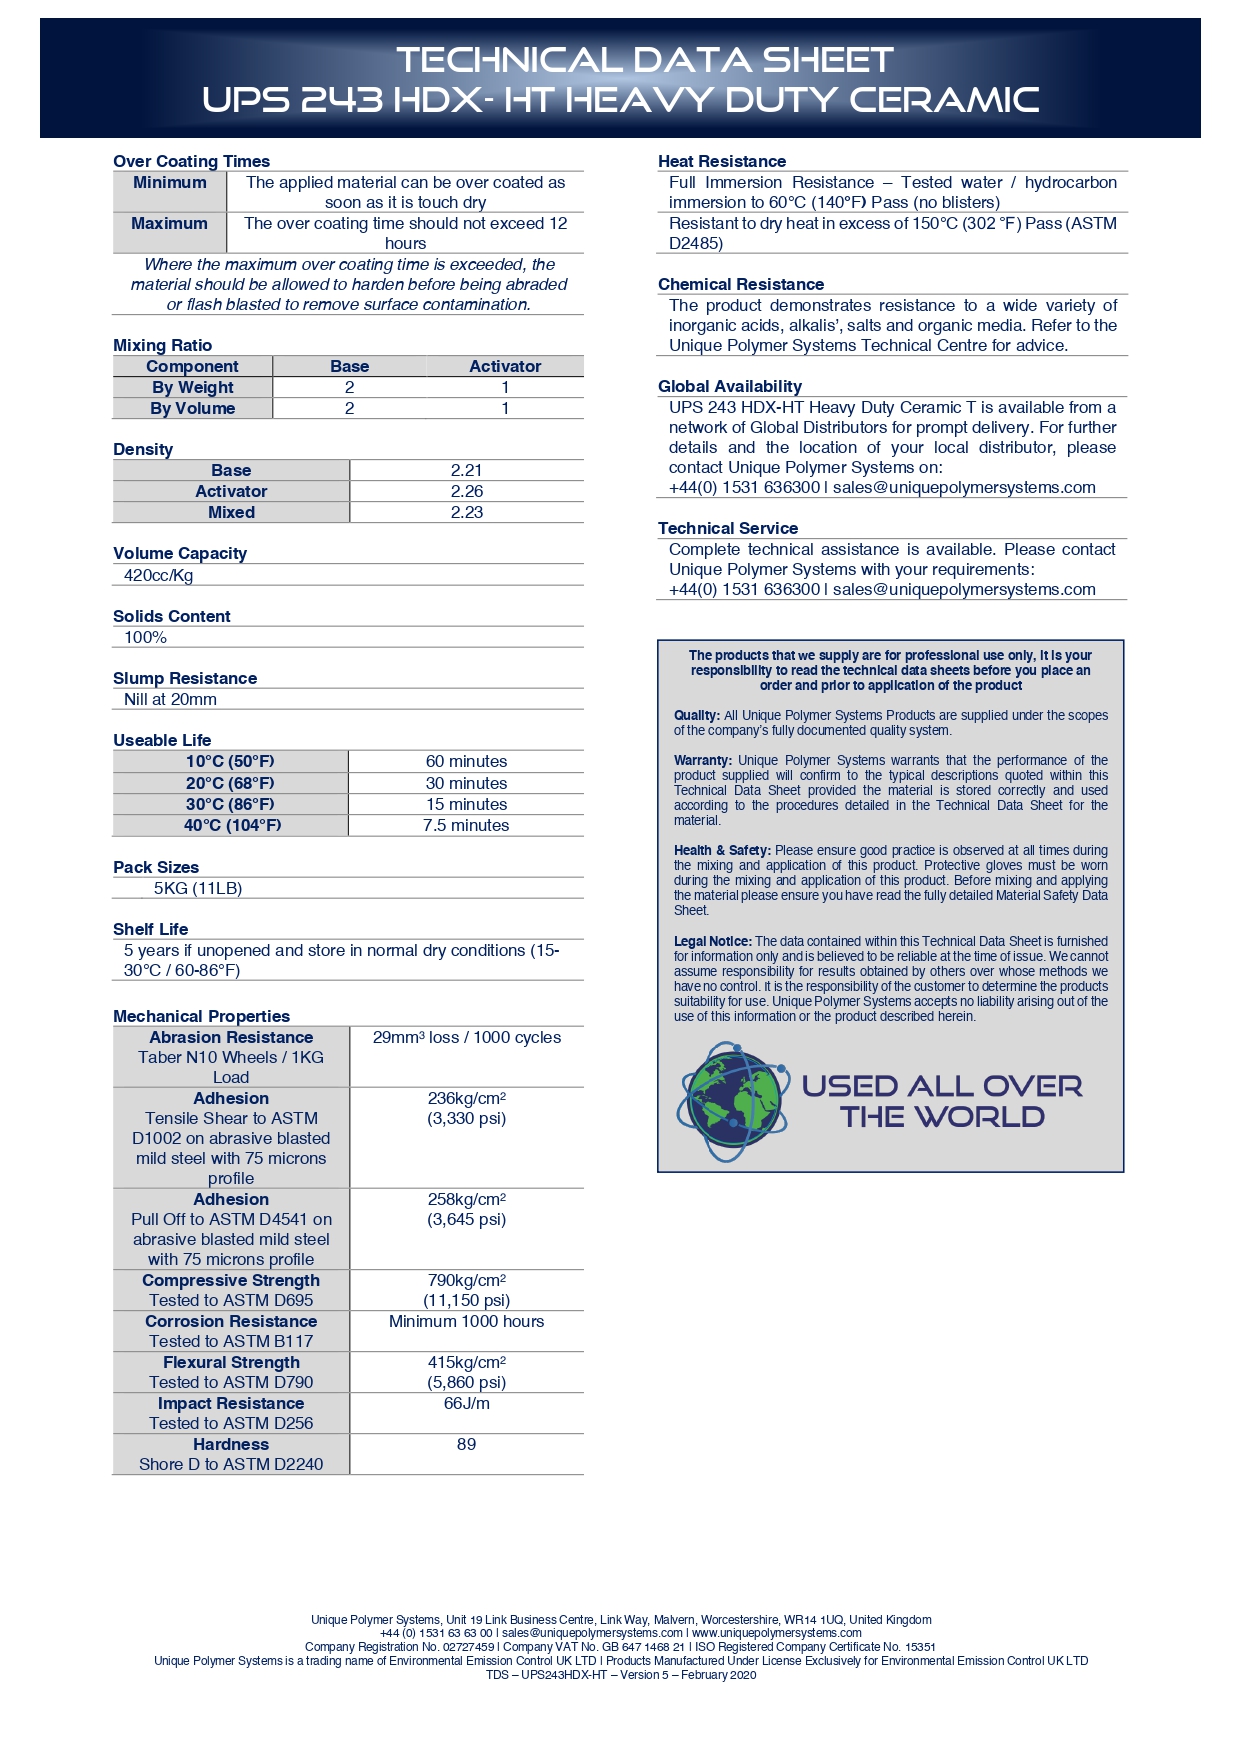 TECHNICAL DATA SHEET
UPS 243 HDX- HT HEAVY DUTY CERAMIC
Over Coating Times
Minimum The applied material can be over coated as
soon as it is touch dry
Maximum The over coating time should not exceed 12
hours
Where the maximum over coating time is exceeded, the
material should be allowed to harden before being abraded
or flash blasted to remove surface contamination.
Mixing Ratio
Component Base Activator
By Weight 2 1
By Volume 2 1
Density
Base 2.21
Activator 2.26
Mixed 2.23
Volume Capacity
420cc/Kg
Solids Content
100%
Slump Resistance
Nill at 20mm
Useable Life
10°C (50°F) 60 minutes
20°C (68°F) 30 minutes
30°C (86°F) 15 minutes
40°C (104°F) 7.5 minutes
Pack Sizes
5KG (11LB)
Shelf Life
5 years if unopened and store in normal dry conditions (15-
30°C / 60-86°F)
Mechanical Properties
Abrasion Resistance 29mm³ loss / 1000 cycles
Taber N10 Wheels / 1KG
Load
Adhesion 236kg/cm²
Tensile Shear to ASTM (3,330 psi)
D1002 on abrasive blasted
mild steel with 75 microns
profile
Adhesion 258kg/cm²
Pull Off to ASTM D4541 on (3,645 psi)
abrasive blasted mild steel
with 75 microns profile
Compressive Strength 790kg/cm²
Tested to ASTM D695 (11,150 psi)
Corrosion Resistance Minimum 1000 hours
Tested to ASTM B117
Flexural Strength 415kg/cm²
Tested to ASTM D790 (5,860 psi)
Impact Resistance 66J/m
Tested to ASTM D256
Hardness 89
Shore D to ASTM D2240
Heat Resistance
Full Immersion Resistance – Tested water / hydrocarbon
immersion to 60°C (140°F) Pass (no blisters)
Resistant to dry heat in excess of 150°C (302 °F) Pass (ASTM
D2485)
Chemical Resistance
The product demonstrates resistance to a wide variety of
inorganic acids, alkalis’, salts and organic media. Refer to the
Unique Polymer Systems Technical Centre for advice.
Global Availability
UPS 243 HDX-HT Heavy Duty Ceramic T is available from a
network of Global Distributors for prompt delivery. For further
details and the location of your local distributor, please
contact Unique Polymer Systems on:
+44(0) 1531 636300 | sales@uniquepolymersystems.com
Technical Service
Complete technical assistance is available. Please contact
Unique Polymer Systems with your requirements:
+44(0) 1531 636300 | sales@uniquepolymersystems.com
The products that we supply are for professional use only, it is your
responsibility to read the technical data sheets before you place an
order and prior to application of the product
Quality: All Unique Polymer Systems Products are supplied under the scopes
of the company’s fully documented quality system.
Warranty: Unique Polymer Systems warrants that the performance of the
product supplied will confirm to the typical descriptions quoted within this
Technical Data Sheet provided the material is stored correctly and used
according to the procedures detailed in the Technical Data Sheet for the
material.
Health & Safety: Please ensure good practice is observed at all times during
the mixing and application of this product. Protective gloves must be worn
during the mixing and application of this product. Before mixing and applying
the material please ensure you have read the fully detailed Material Safety Data
Sheet.
Legal Notice: The data contained within this Technical Data Sheet is furnished
for information only and is believed to be reliable at the time of issue. We cannot
assume responsibility for results obtained by others over whose methods we
have no control. It is the responsibility of the customer to determine the products
suitability for use. Unique Polymer Systems accepts no liability arising out of the
use of this information or the product described herein.
USED ALL OVER
THE WORLD
Unique Polymer Systems, Unit 19 Link Business Centre, Link Way, Malvern, Worcestershire, WR14 1UQ, United Kingdom
+44 (0) 1531 63 63 00 | sales@uniquepolymersystems.com | www.uniquepolymersystems.com
Company Registration No. 02727459 | Company VAT No. GB 647 1468 21 | ISO Registered Company Certificate No. 15351
Unique Polymer Systems is a trading name of Environmental Emission Control UK LTD | Products Manufactured Under License Exclusively for Environmental Emission Control UK LTD
TDS – UPS243HDX-HT – Version 5 – February 2020